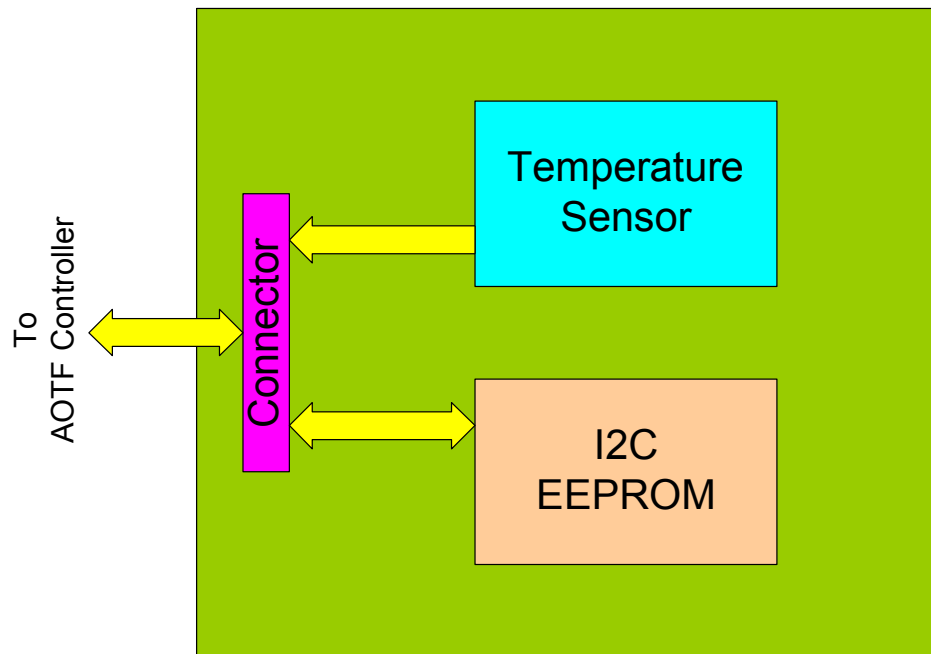 To
AOTF Controller
Connector
Temperature
Sensor
I2C
EEPROM